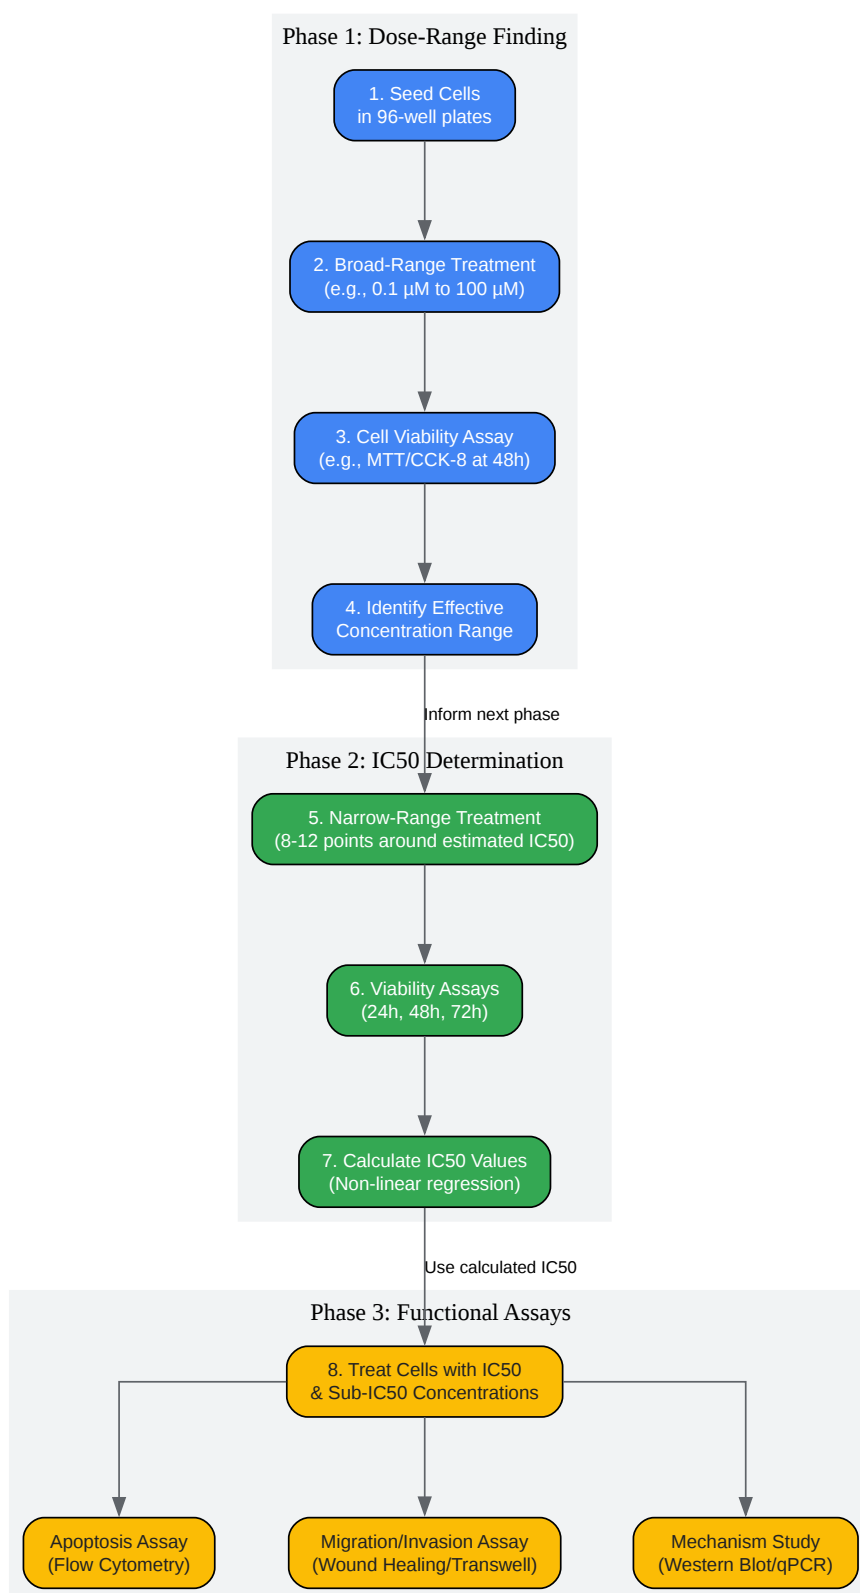 Phase 1: Dose-Range Finding
1. Seed Cells
in 96-well plates
2. Broad-Range Treatment
(e.g., 0.1 µM to 100 µM)
3. Cell Viability Assay
(e.g., MTT/CCK-8 at 48h)
4. Identify Effective
Concentration Range
Inform next phase
Phase 2: IC50 Determination
5. Narrow-Range Treatment
(8-12 points around estimated IC50)
6. Viability Assays
(24h, 48h, 72h)
7. Calculate IC50 Values
(Non-linear regression)
Use calculated IC50
Phase 3: Functional Assays
8. Treat Cells with IC50
& Sub-IC50 Concentrations
Apoptosis Assay
(Flow Cytometry)
Migration/Invasion Assay
(Wound Healing/Transwell)
Mechanism Study
(Western Blot/qPCR)